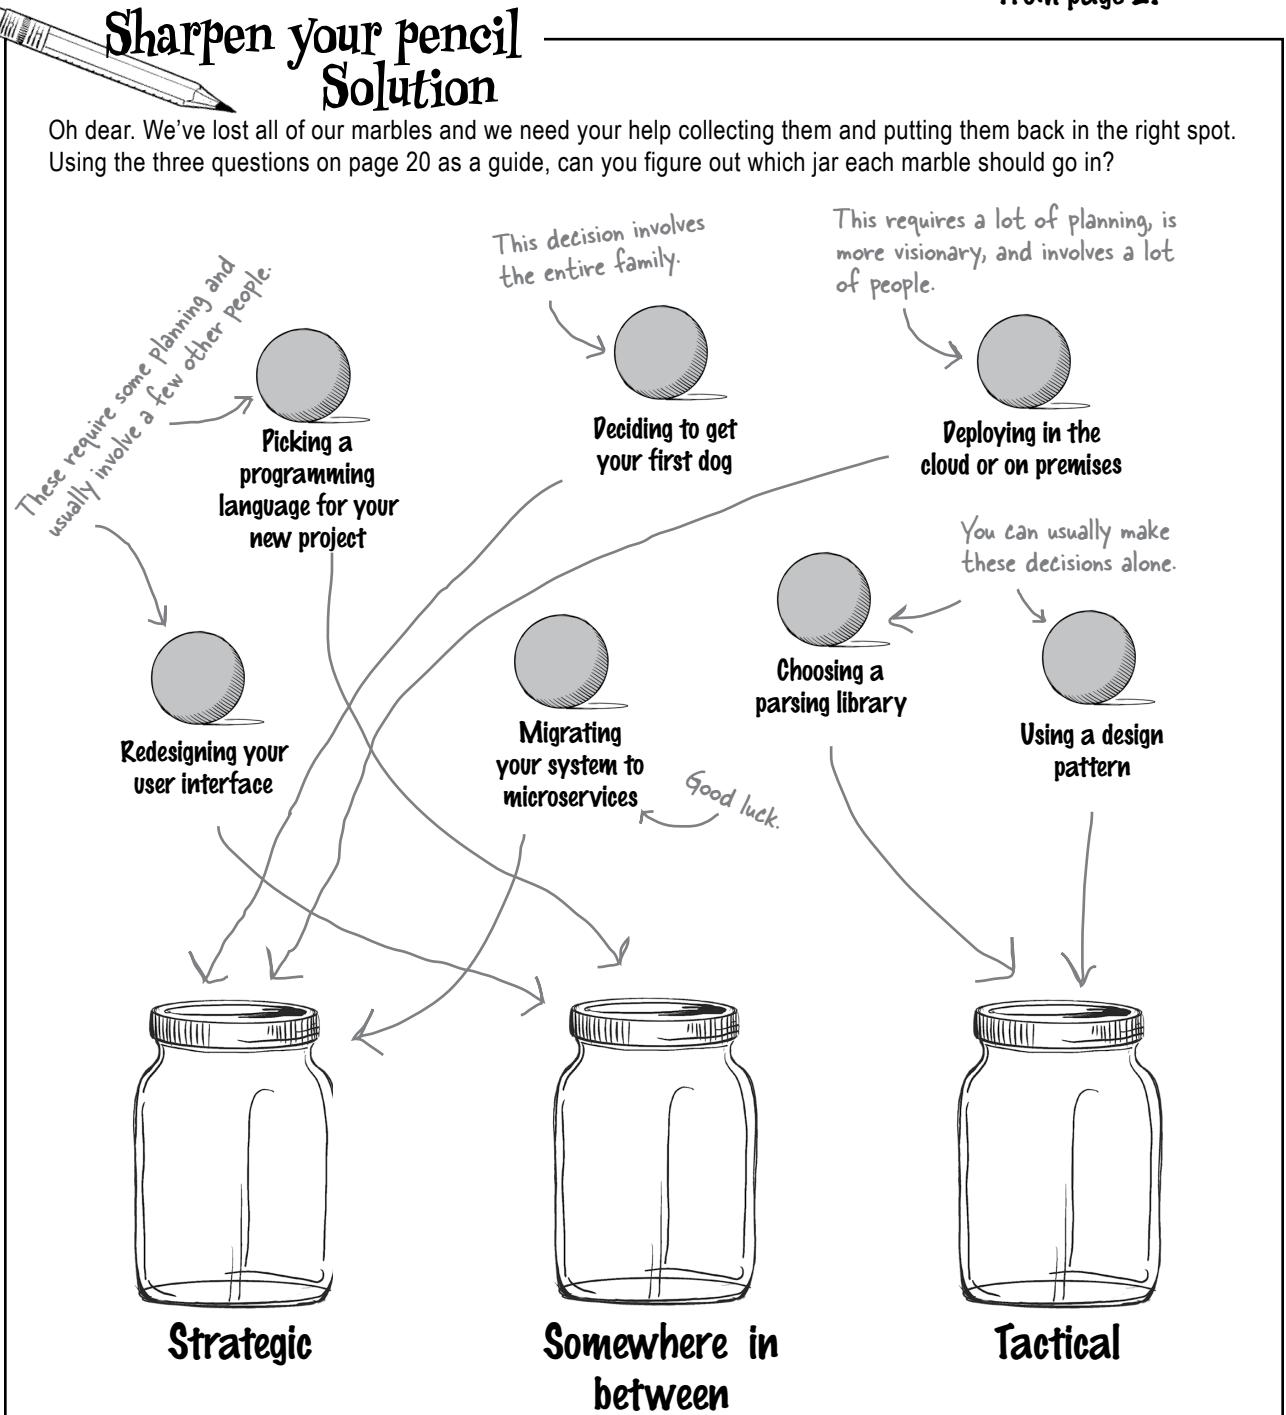 Sharpen your pencil
Solution
Oh dear. We've lost all of our marbles and we need your help collecting them and putting them back in the right spot.
Using the three questions on page 20 as a guide, can you figure out which jar each marble should go in?
These require some planning and
usually involve a few other people.
This decision involves
the entire family.
This requires a lot of planning, is
more visionary, and involves a lot
of people.
Picking a
programming
language for your
new project
Deciding to get
your first dog
Deploying in the
cloud or on premises
You can usually make
these decisions alone.
Redesigning your
user interface
Migrating
your system to
microservices
Good luck.
Choosing a
parsing library
Using a design
pattern
Strategic
Somewhere in
between
Tactical